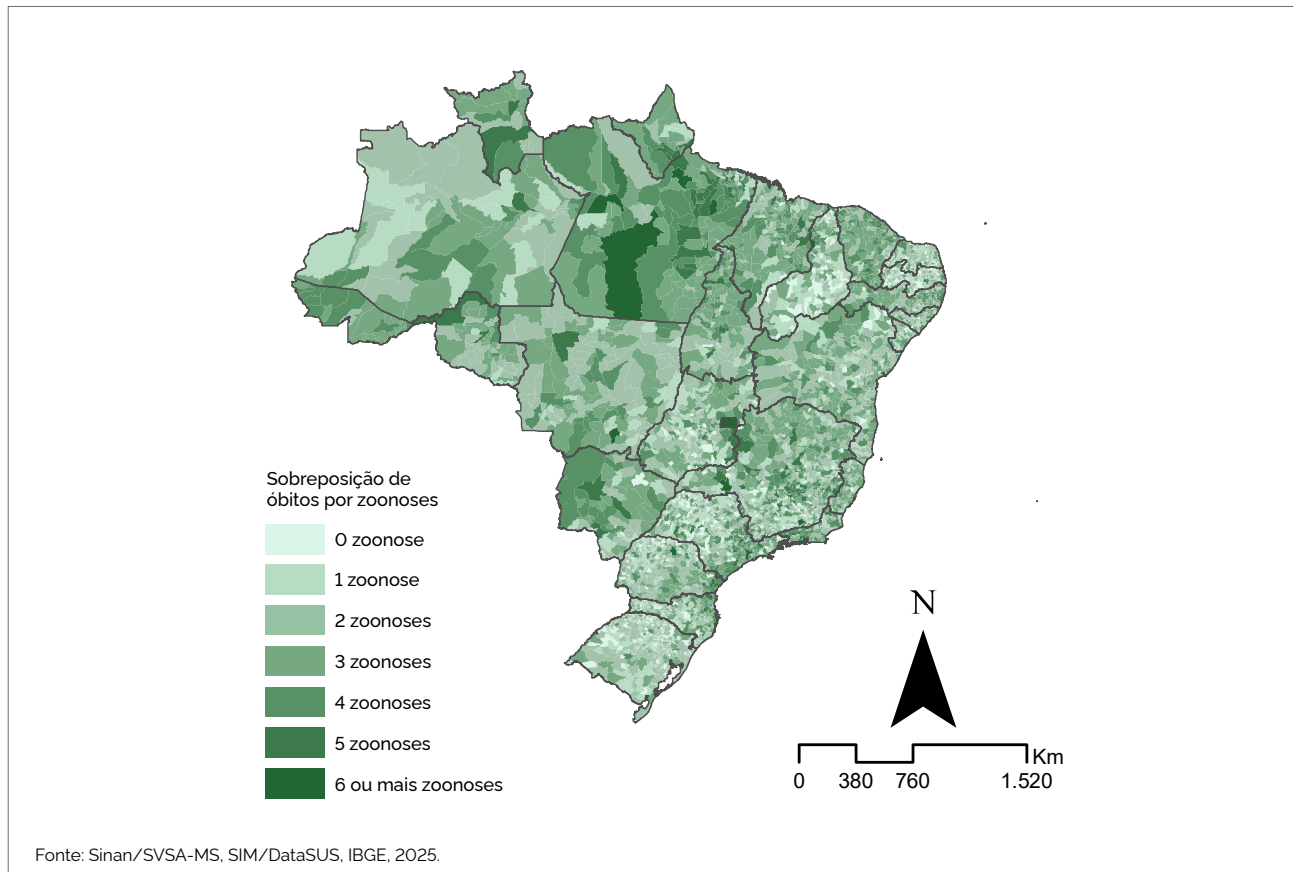 Sobreposição de
óbitos por zoonoses
0 zoonose
1 zoonose
2 zoonoses
3 zoonoses
4 zoonoses
5 zoonoses
6 ou mais zoonoses
N
Km
0 380 760 1.520
Fonte: Sinan/SVSA-MS, SIM/DataSUS, IBGE, 2025.